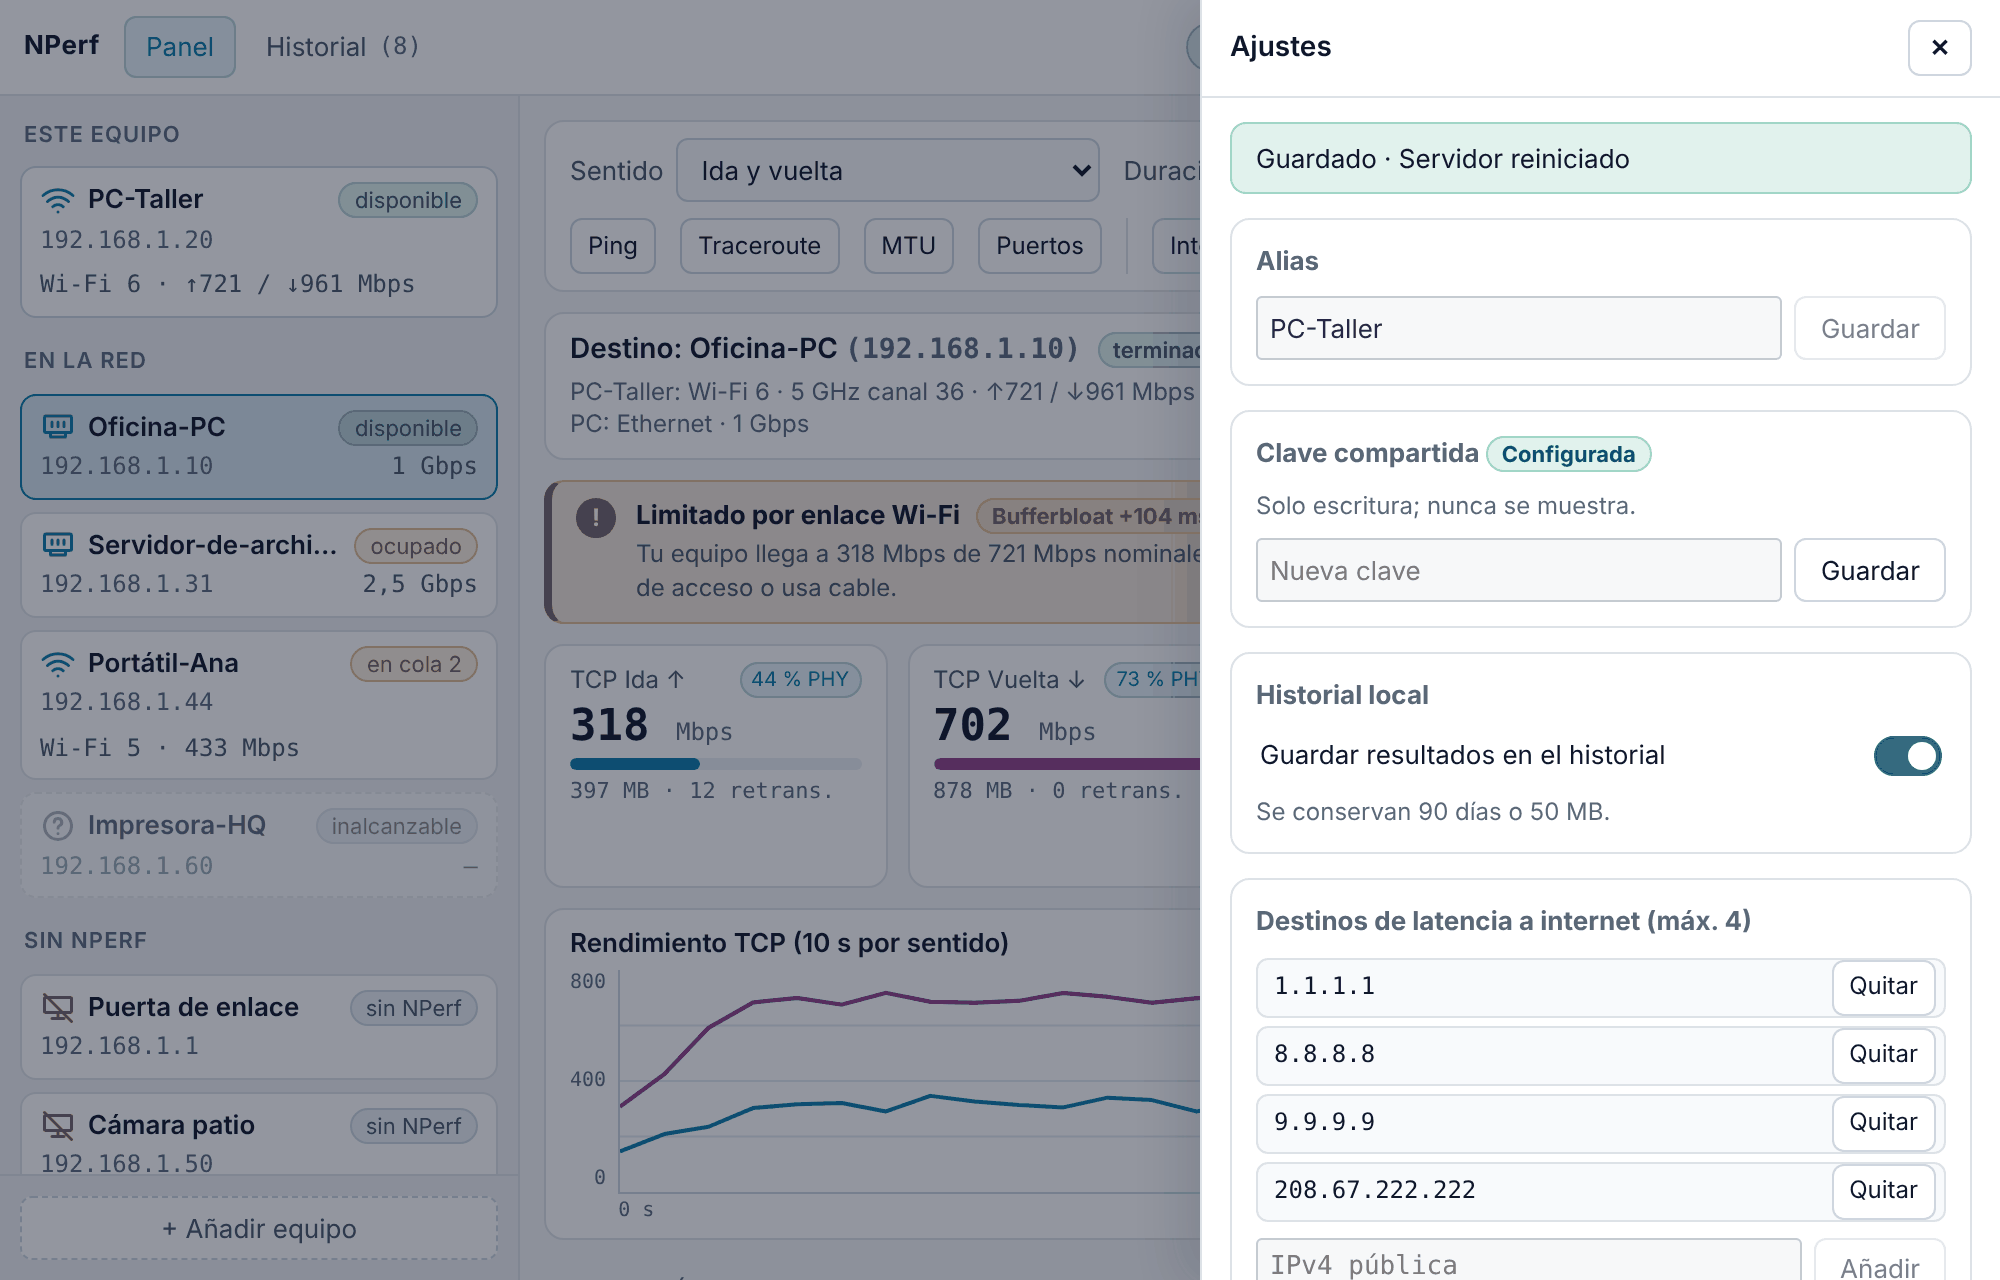 NPerf
Panel
Historial (8)
ESTE EQUIPO
PC-Taller
disponible
192.168.1.20
Wi-Fi 6 · ↑721 / ↓961 Mbps
EN LA RED
Oficina-PC
disponible
192.168.1.10
1 Gbps
Servidor-de-archi...
ocupado
192.168.1.31
2,5 Gbps
Portátil-Ana
en cola 2
192.168.1.44
Wi-Fi 5 · 433 Mbps
? Impresora-HQ
inalcanzable
192.168.1.60
—
SIN NPERF
Puerta de enlace
sin NPerf
192.168.1.1
Cámara patio
sin NPerf
192.168.1.50
+ Añadir equipo
Sentido
Ida y vuelta
Ping
Traceroute
MTU
Puertos
Destino: Oficina-PC (192.168.1.10)
PC-Taller: Wi-Fi 6 · 5 GHz canal 36 · ↑721 / ↓961 Mbps
PC: Ethernet · 1 Gbps
! Limitado por enlace Wi-Fi
Bufferbloat +104
Tu equipo llega a 318 Mbps de 721 Mbps
de acceso o usa cable.
TCP Ida ↑
44 % PHY
318 Mbps
397 MB · 12 retrans.
TCP Vuelta ↓
73 %
702 Mbps
878 MB · 0 retrans.
Rendimiento TCP (10 s por sentido)
800
400
0
0 s
Ajustes
×
Guardado · Servidor reiniciado
Alias
PC-Taller
Guardar
Clave compartida
Configurada
Solo escritura; nunca se muestra.
Nueva clave
Guardar
Historial local
Guardar resultados en el historial
Se conservan 90 días o 50 MB.
Destinos de latencia a internet (máx. 4)
1.1.1.1
Quitar
8.8.8.8
Quitar
9.9.9.9
Quitar
208.67.222.222
Quitar
IPv4 pública
Añadir